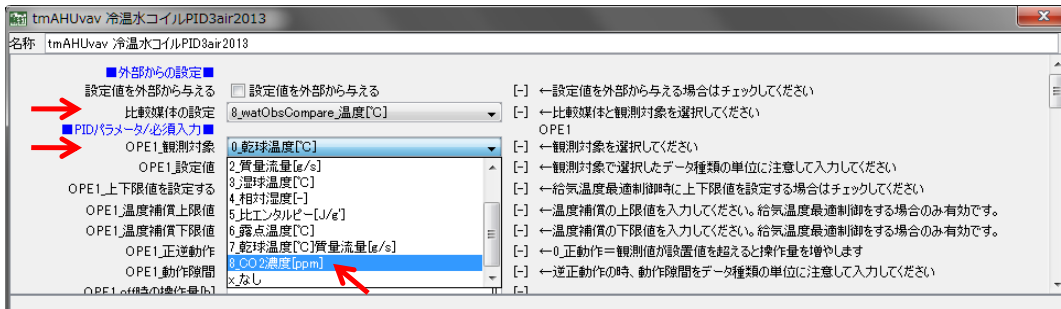 tmAHUvav 冷温水コイルPID3air2013
名称 tmAHUvav 冷温水コイルPID3air2013
■外部からの設定■
設定値を外部から与える 設定値を外部から与える [-] ←設定値を外部から与える場合はチェックしてください
比較媒体の設定 8_watObsCompare_温度[℃] [-] ←比較媒体と観測対象を選択してください
■PIDパラメータ/必須入力■ OPE1
OPE1_観測対象 0_乾球温度[℃] [-] ←観測対象を選択してください
OPE1_設定値 2_質量流量[g/s] [-] ←観測対象で選択したデータ種類の単位に注意して入力してください
3_湿球温度[℃]
OPE1_上下限値を設定する 4_相対湿度[-] [-] ←給気温度最適制御時に上下限値を設定する場合はチェックしてください
OPE1_温度補償上限値 5_比エンタルピー[J/g'] [-] ←温度補償の上限値を入力してください。給気温度最適制御をする場合のみ有効です。
OPE1_温度補償下限値 6_露点温度[℃] [-] ←温度補償の下限値を入力してください。給気温度最適制御をする場合のみ有効です。
OPE1_正逆動作 7_乾球温度[℃]質量流量[g/s] [-] ←0_正動作＝観測値が設置値を超えると操作量を増やします
8_CO2濃度[ppm]
OPE1_動作隙間 x_なし [-] ←逆正動作の時、動作隙間をデータ種類の単位に注意して入力してください
OPE1 off時の操作量[h] [-]